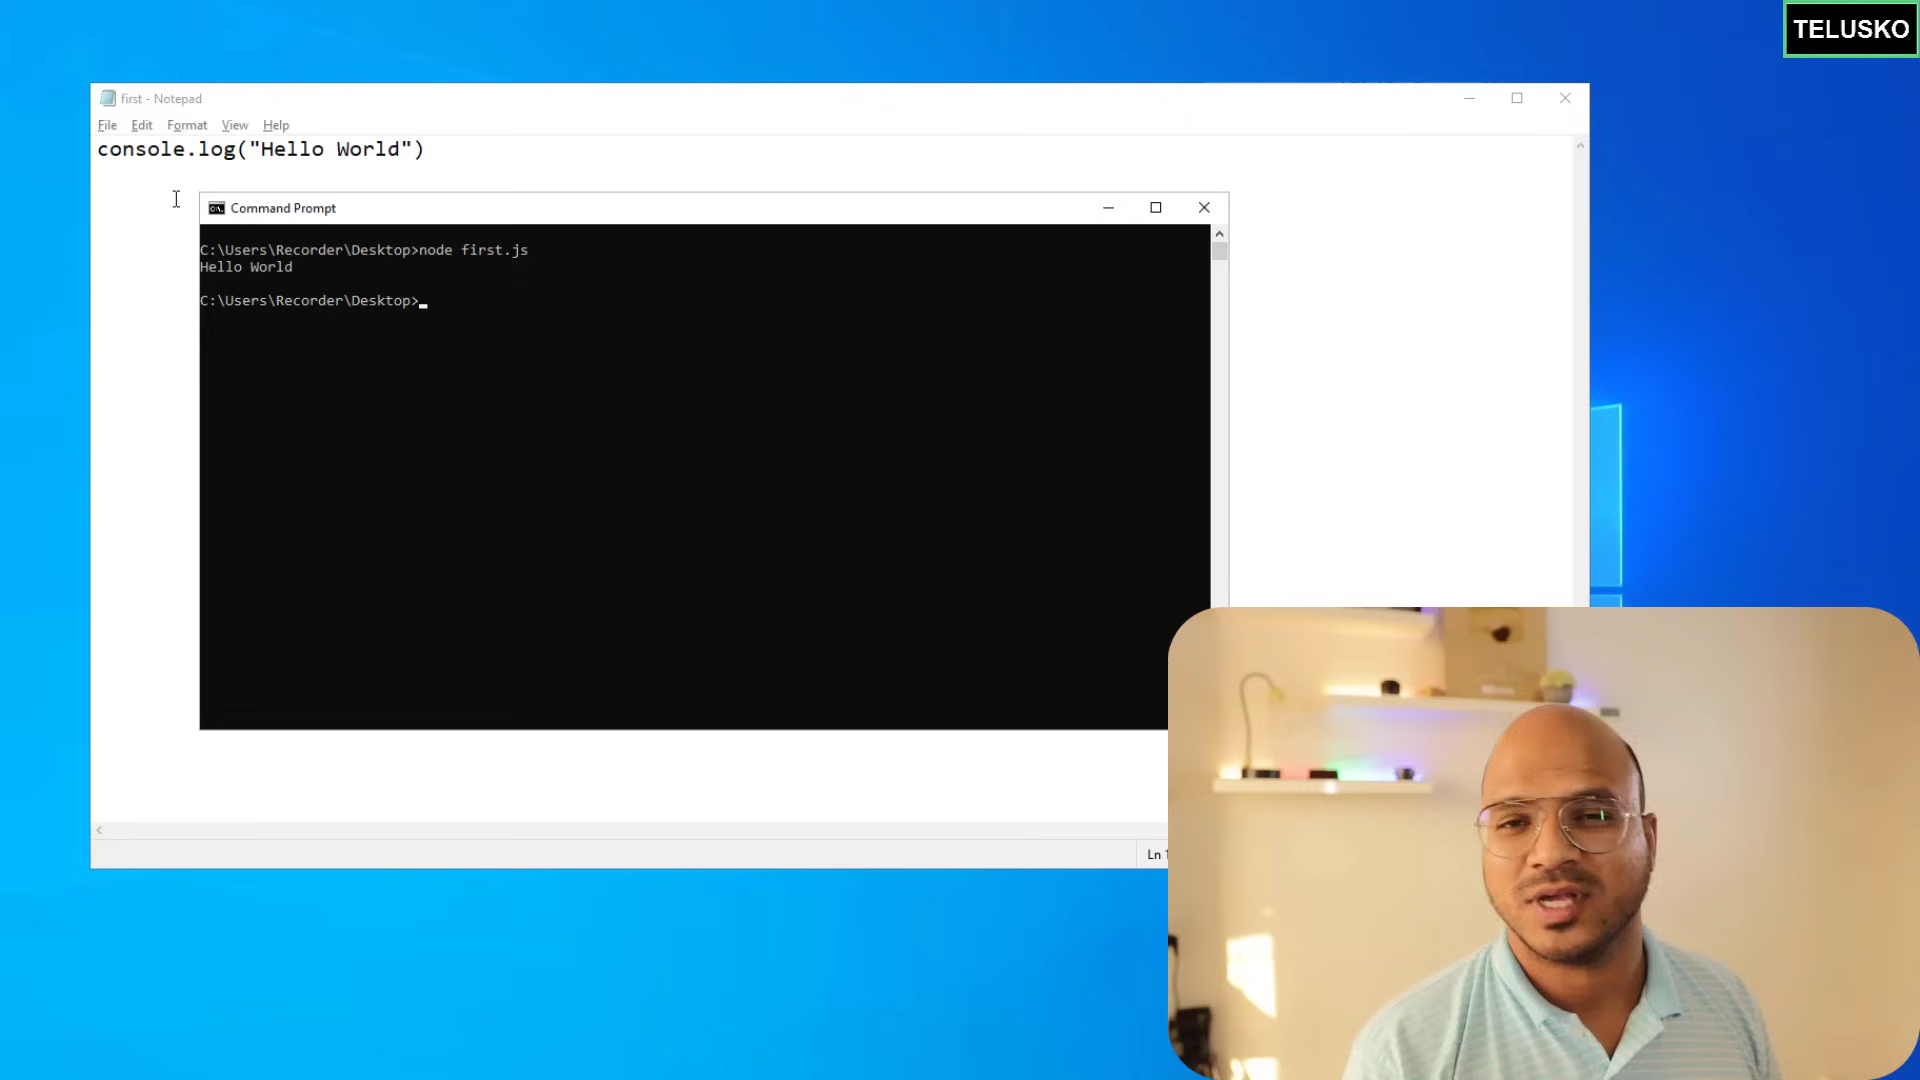 TELUSKO
first - Notepad
File Edit Format View Help
console.log("Hello World")
Command Prompt
C:\Users\Recorder\Desktop>node first.js
Hello World
C:\Users\Recorder\Desktop>
Ln